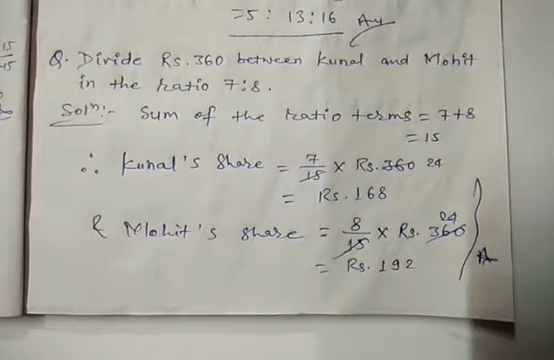 =5 : 13 : 16 Ay
Q. Divide Rs.360 between Kunal and Mohit
in the ratio 7:8.
Solⁿ:- Sum of the ratio terms = 7+8
= 15
∴ Kunal's Share = 7/15 × Rs.360 24
= Rs.168
& Mohit's share = 8/15 × Rs. 360 24
= Rs.192
15